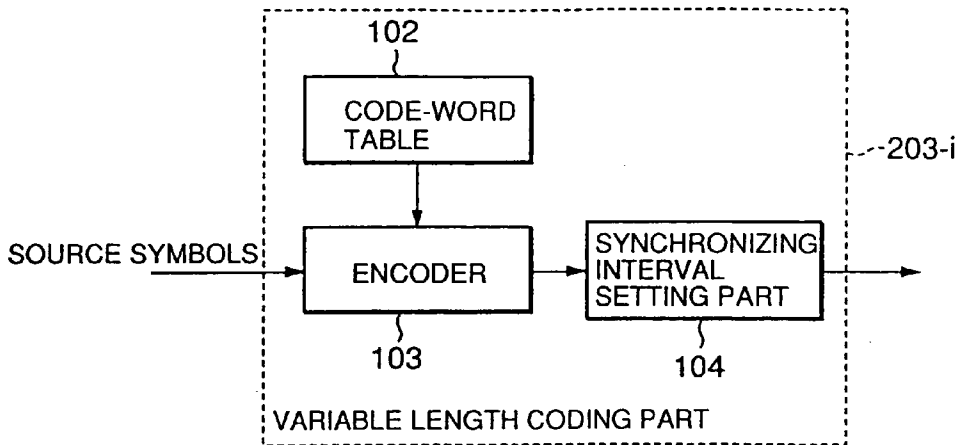 102
CODE-WORD
TABLE
203-i
SOURCE SYMBOLS
ENCODER
SYNCHRONIZING
INTERVAL
SETTING PART
103
104
VARIABLE LENGTH CODING PART